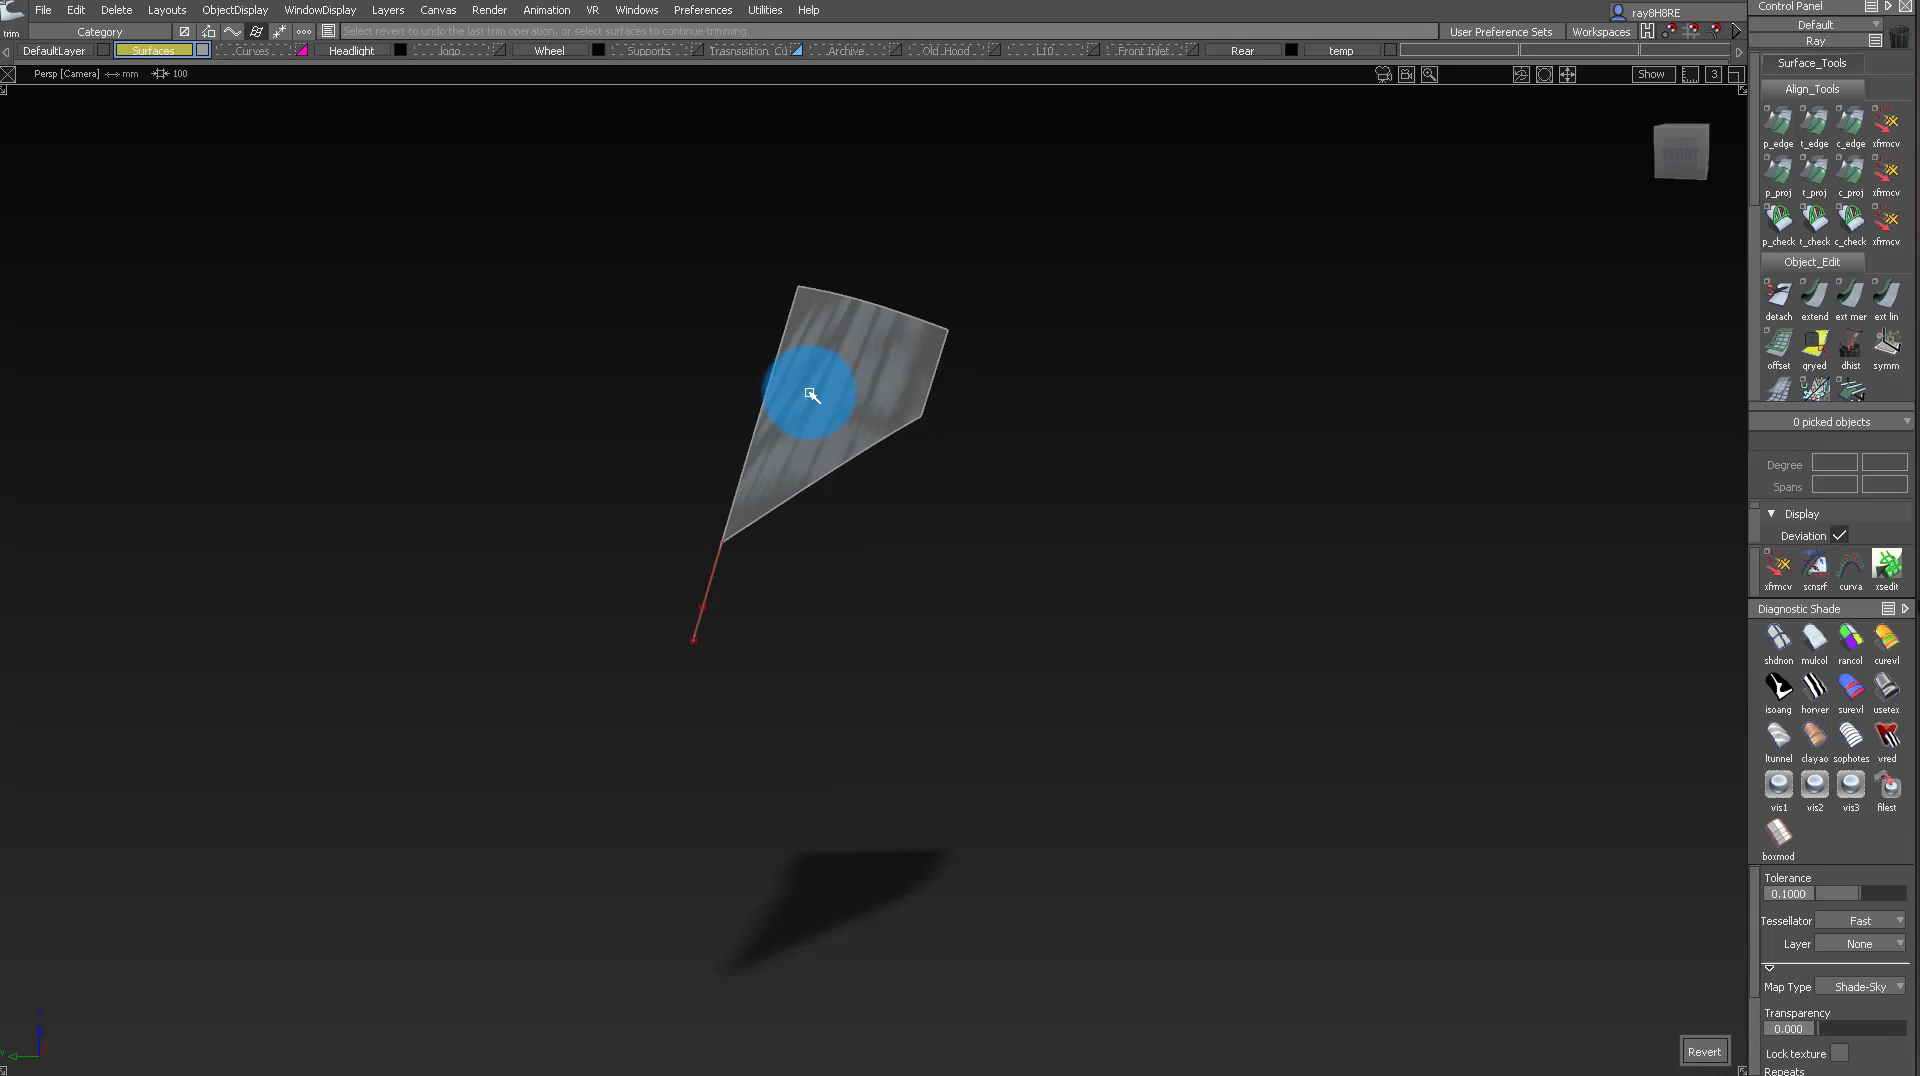 File Edit Delete Layouts ObjectDisplay WindowDisplay Layers Canvas Render Animation VR Windows Preferences Utilities Help
ray8H8RE
Control Panel
Default
Ray
trim
Category
Select revert to undo the last trim operation, or select surfaces to continue trimming.
User Preference Sets
Workspaces
DefaultLayer Surfaces Curves Headlight Wheel Supports Archive Old_Hood Front Inlet Rear temp
Persp [Camera] mm 100
Show
3
FRONT
Surface_Tools
Align_Tools
p_edge t_edge c_edge xfrmcv
p_proj t_proj c_proj xfrmcv
p_check t_check c_check xfrmcv
Object_Edit
detach extend ext mer ext lin
offset qryed dhist symm
0 picked objects
Degree
Spans
Display
Deviation
xfrmcv scnsrf curva xsedit
Diagnostic Shade
shdnon mulcol rancol curevl
isoang horver surevl usetex
ltunnel clayao sophotes vred
vis1 vis2 vis3 filest
boxmod
Tolerance
0.1000
Tessellator Fast
Layer None
Map Type Shade-Sky
Transparency
0.000
Lock texture
Repeats
Revert